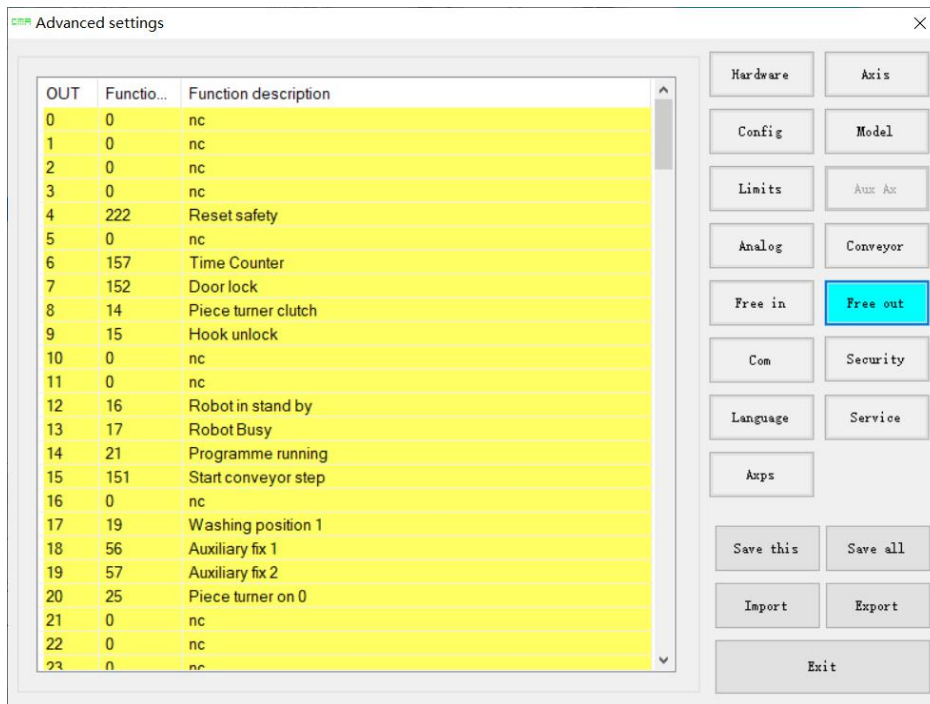 CMA Advanced settings
OUT Functio... Function description
0 0 nc
1 0 nc
2 0 nc
3 0 nc
4 222 Reset safety
5 0 nc
6 157 Time Counter
7 152 Door lock
8 14 Piece turner clutch
9 15 Hook unlock
10 0 nc
11 0 nc
12 16 Robot in stand by
13 17 Robot Busy
14 21 Programme running
15 151 Start conveyor step
16 0 nc
17 19 Washing position 1
18 56 Auxiliary fix 1
19 57 Auxiliary fix 2
20 25 Piece turner on 0
21 0 nc
22 0 nc
23 0 nc
Hardware Axis
Config Model
Limits Aux Ax
Analog Conveyor
Free in Free out
Com Security
Language Service
Axps
Save this Save all
Import Export
Exit